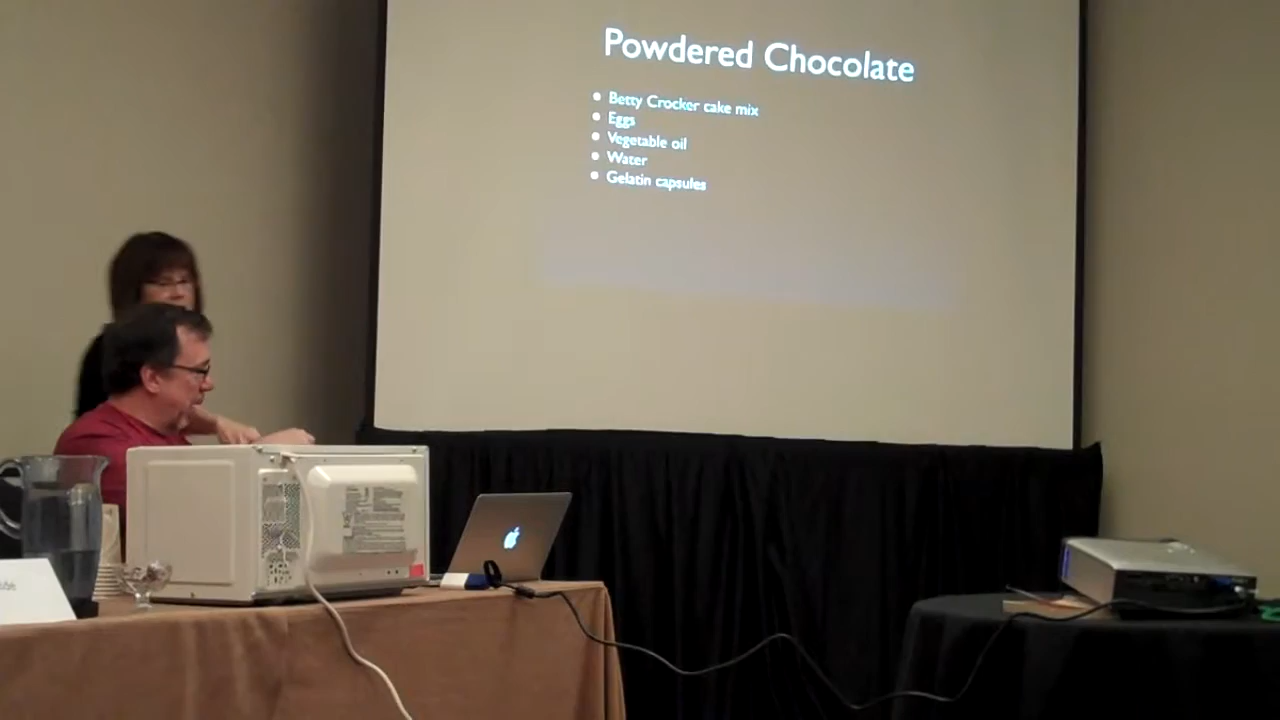 Powdered Chocolate
• Betty Crocker cake mix
• Eggs
• Vegetable oil
• Water
• Gelatin capsules